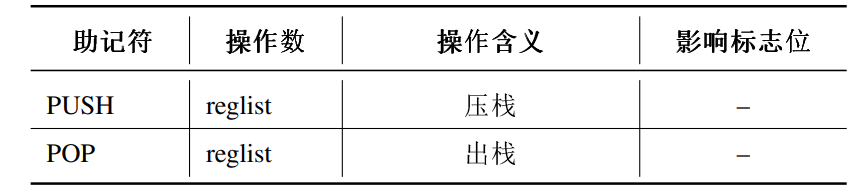 助记符 操作数 操作含义 影响标志位
PUSH reglist 压栈 –
POP reglist 出栈 –